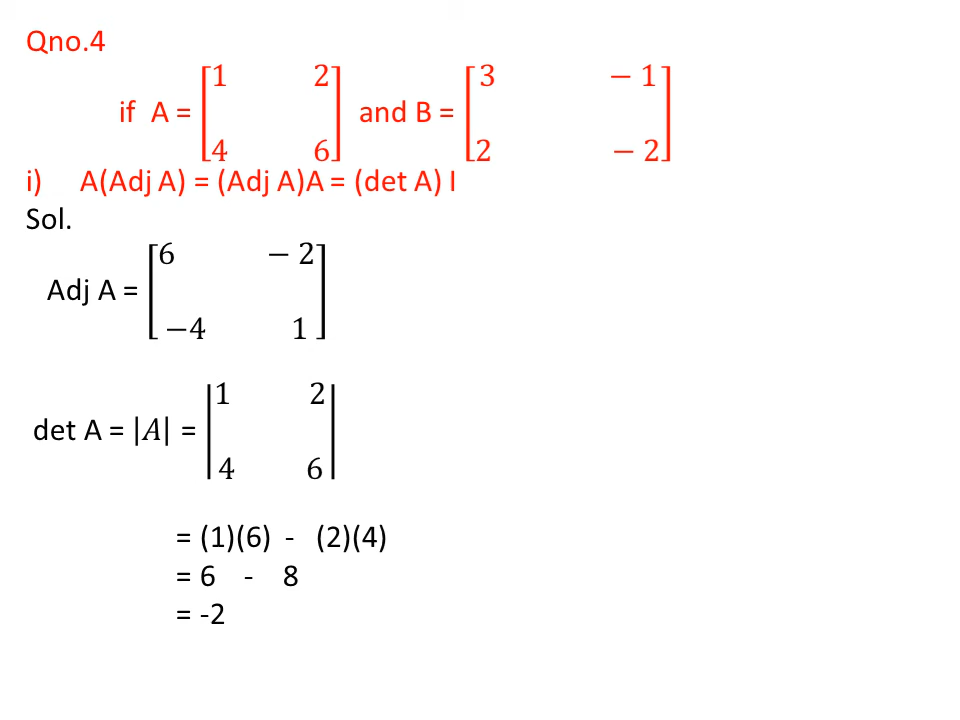 Qno.4
if A = [1 2
4 6] and B = [3 − 1
2 − 2]
i) A(Adj A) = (Adj A)A = (det A) I
Sol.
Adj A = [6 − 2
−4 1]
det A = |A| = |1 2
4 6|
= (1)(6) - (2)(4)
= 6 - 8
= -2